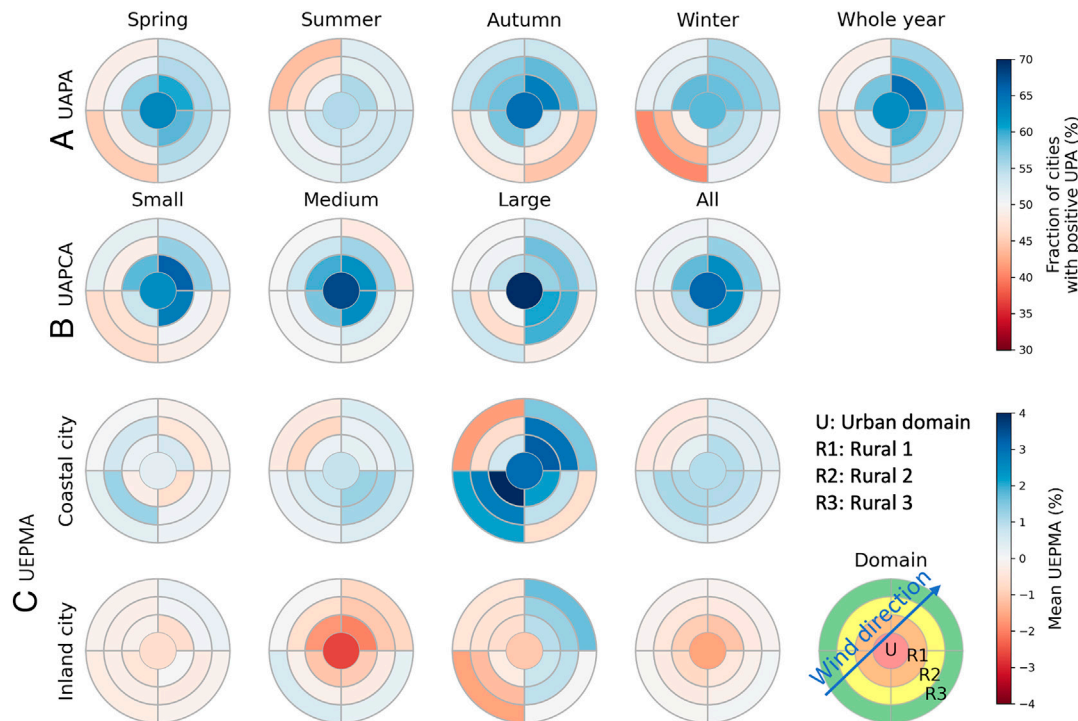 Spring Summer Autumn Winter Whole year
A UAPA
70
65
60
55
50
45
40
35
30
Fraction of cities
with positive UPA (%)
Small Medium Large All
B UAPCA
C UEPMA
Coastal city
U: Urban domain
R1: Rural 1
R2: Rural 2
R3: Rural 3
4
3
2
1
0
−1
−2
−3
−4
Mean UEPMA (%)
Inland city
Domain
Wind direction
U
R1
R2
R3